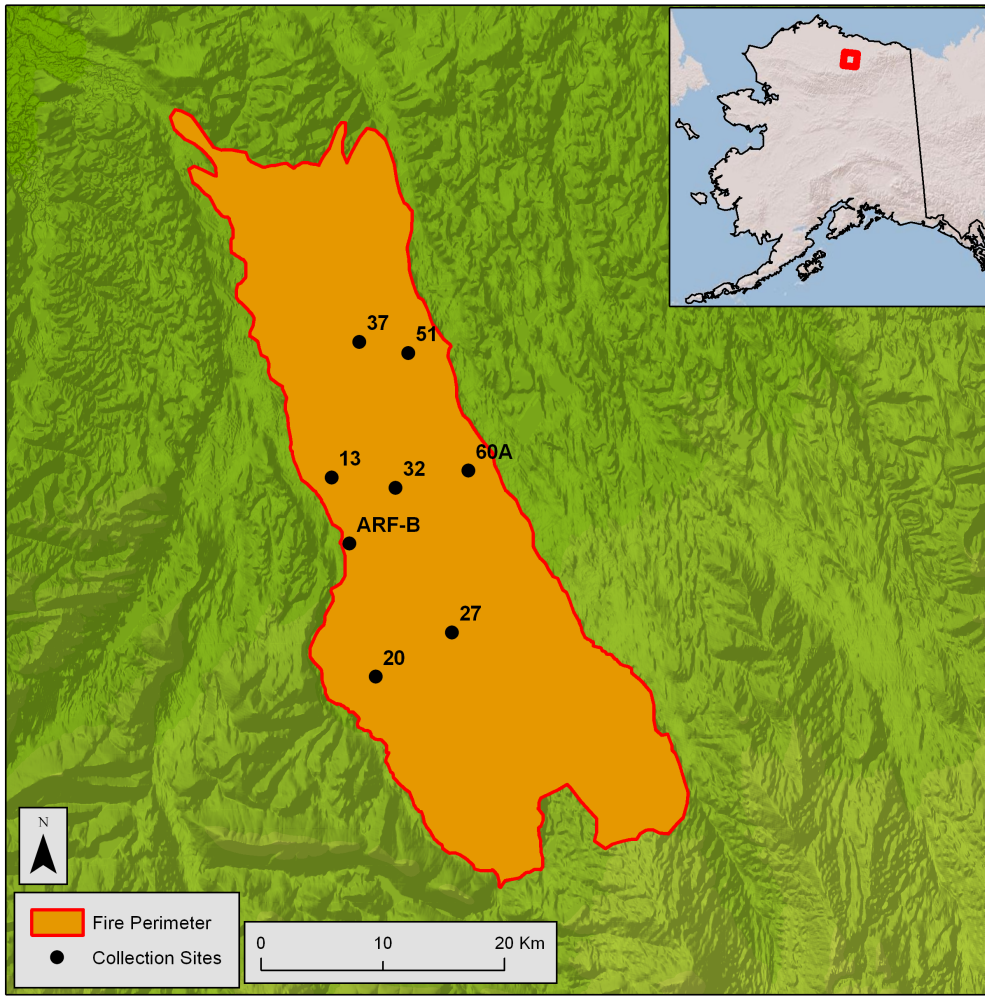 37
51
60A
13
32
ARF-B
27
20
N
Fire Perimeter
Collection Sites
0 10 20 Km